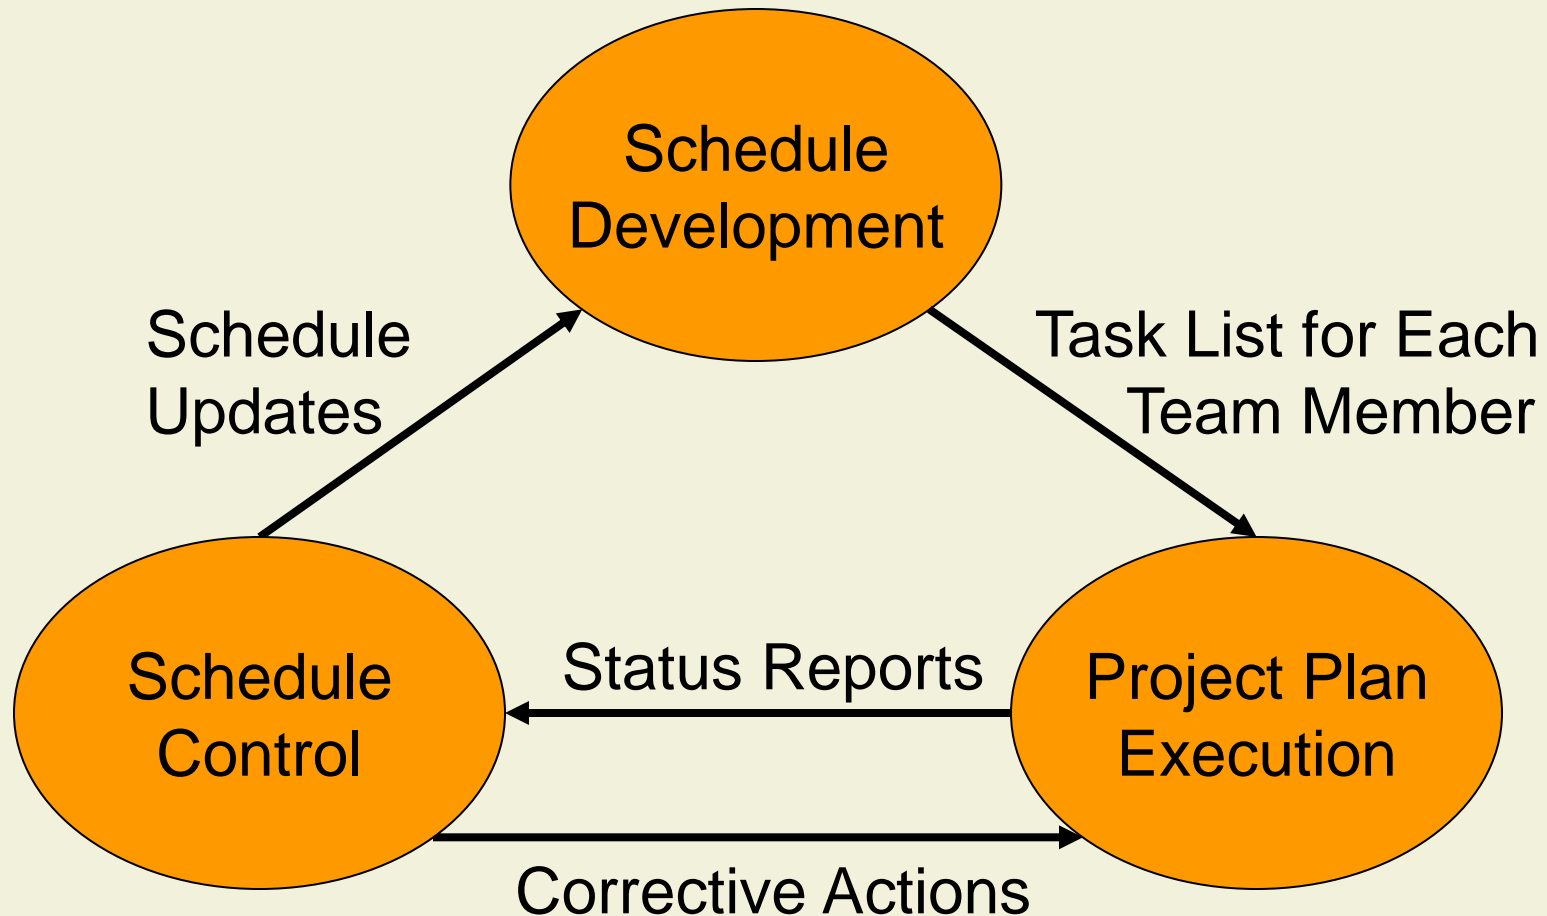 Schedule
Development
Schedule
Updates
Task List for Each
Team Member
Schedule
Control
Status Reports
Project Plan
Execution
Corrective Actions